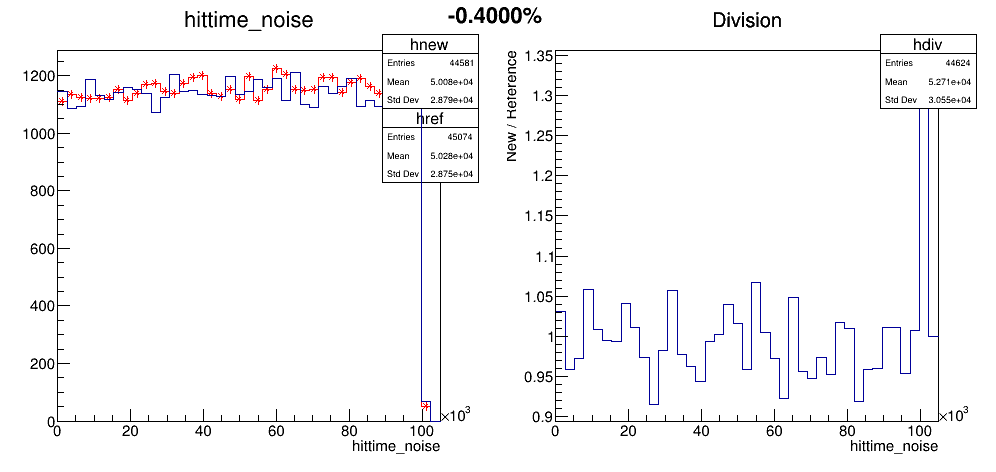 -0.4000%
hittime_noise
hnew
Entries 44581
Mean 5.008e+04
Std Dev 2.879e+04
href
Entries 45074
Mean 5.028e+04
Std Dev 2.875e+04
1200
1000
800
600
400
200
0
0 20 40 60 80 100 ×10³
hittime_noise
Division
hdiv
Entries 44624
Mean 5.271e+04
Std Dev 3.055e+04
New / Reference
1.35
1.3
1.25
1.2
1.15
1.1
1.05
1
0.95
0.9
0 20 40 60 80 100 ×10³
hittime_noise